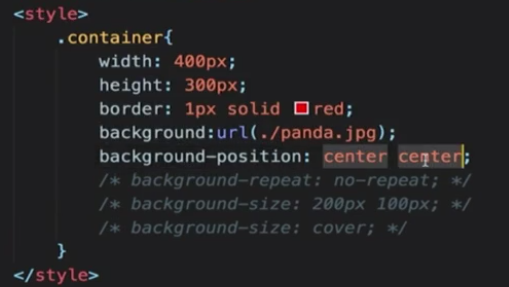 <style>
.container{
width: 400px;
height: 300px;
border: 1px solid red;
background:url(./panda.jpg);
background-position: center center;
/* background-repeat: no-repeat; */
/* background-size: 200px 100px; */
/* background-size: cover; */
}
</style>